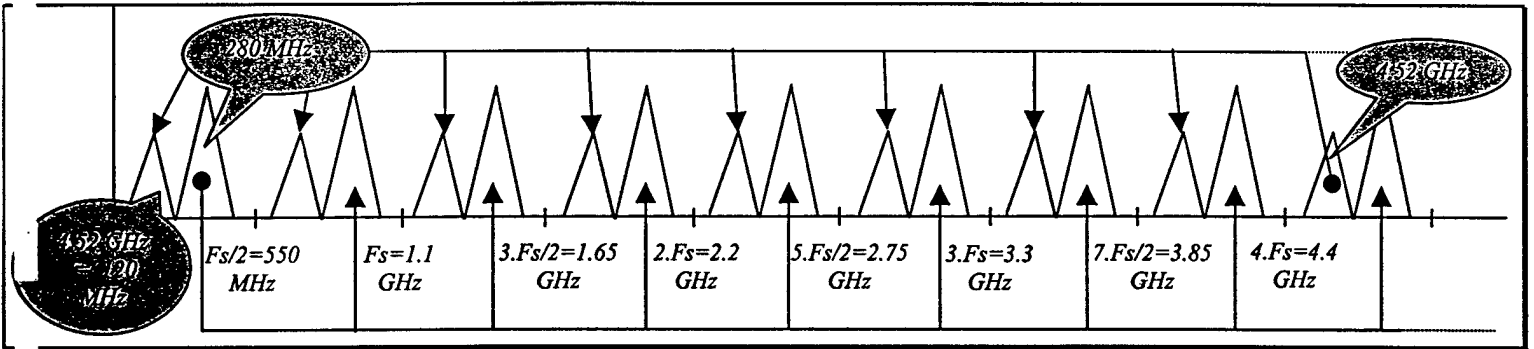 280 MHz
4.52 GHz
4.52 GHz
= 120
MHz
Fs/2=550
MHz
Fs=1.1
GHz
3.Fs/2=1.65
GHz
2.Fs=2.2
GHz
5.Fs/2=2.75
GHz
3.Fs=3.3
GHz
7.Fs/2=3.85
GHz
4.Fs=4.4
GHz